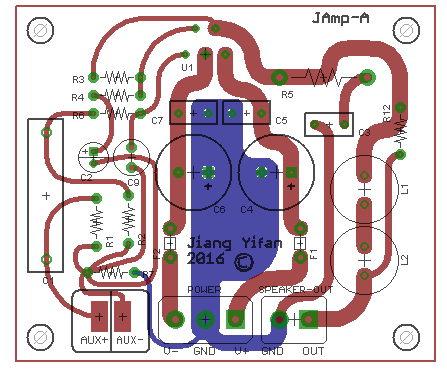 JAmp-A
R3
U1
R4
R5
R6
C7
C5
R12
C3
C2
C9
L1
C6
C4
R1
R2
Jiang Yifan
2016 ©
F2
F1
L2
C1
R7
POWER
SPEAKER-OUT
AUX+
AUX-
V-
GND
V+
GND
OUT